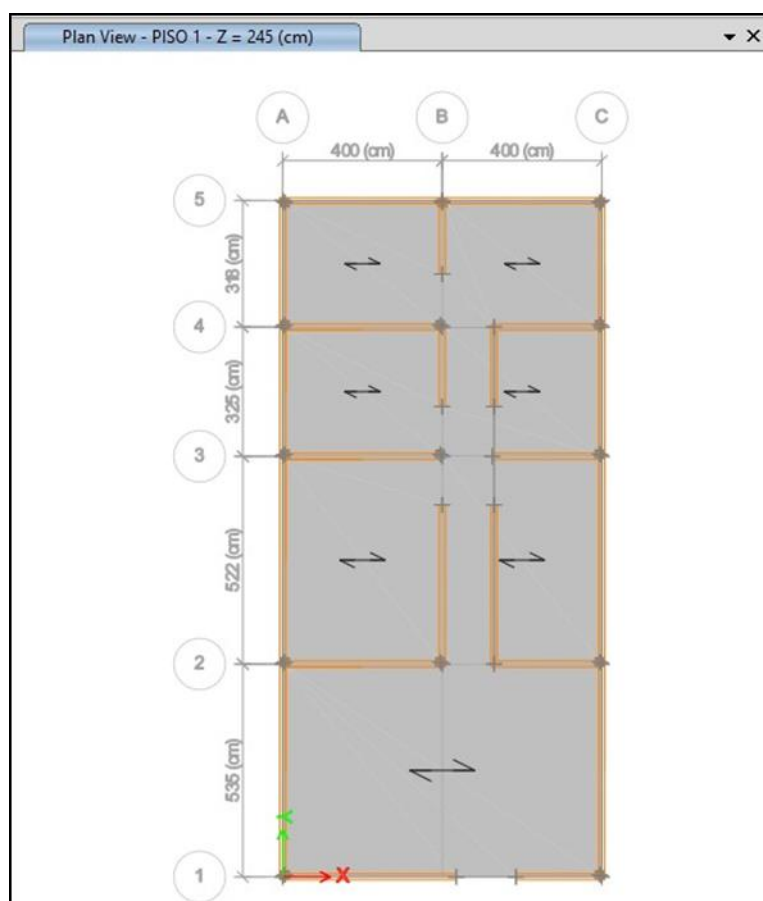 Plan View - PISO 1 - Z = 245 (cm)
A
B
C
400 (cm)
400 (cm)
5
318 (cm)
4
325 (cm)
3
522 (cm)
2
535 (cm)
Y
1
X